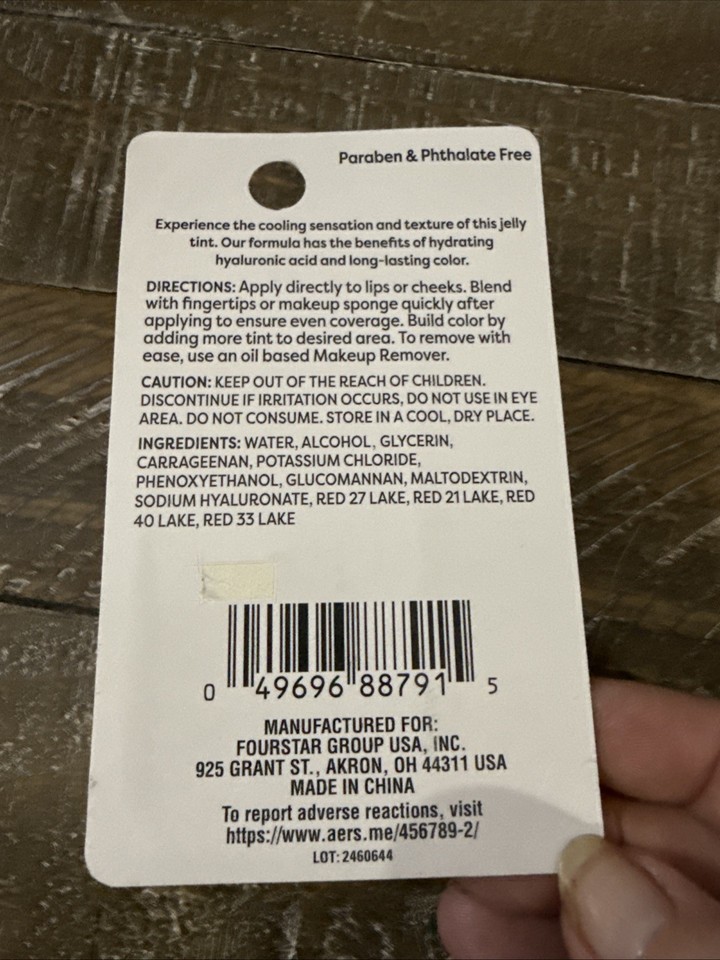 Paraben & Phthalate Free
Experience the cooling sensation and texture of this jelly
tint. Our formula has the benefits of hydrating
hyaluronic acid and long-lasting color.
DIRECTIONS: Apply directly to lips or cheeks. Blend
with fingertips or makeup sponge quickly after
applying to ensure even coverage. Build color by
adding more tint to desired area. To remove with
ease, use an oil based Makeup Remover.
CAUTION: KEEP OUT OF THE REACH OF CHILDREN.
DISCONTINUE IF IRRITATION OCCURS, DO NOT USE IN EYE
AREA. DO NOT CONSUME. STORE IN A COOL, DRY PLACE.
INGREDIENTS: WATER, ALCOHOL, GLYCERIN,
CARRAGEENAN, POTASSIUM CHLORIDE,
PHENOXYETHANOL, GLUCOMANNAN, MALTODEXTRIN,
SODIUM HYALURONATE, RED 27 LAKE, RED 21 LAKE, RED
40 LAKE, RED 33 LAKE
0 49696 88791 5
MANUFACTURED FOR:
FOURSTAR GROUP USA, INC.
925 GRANT ST., AKRON, OH 44311 USA
MADE IN CHINA
To report adverse reactions, visit
https://www.aers.me/456789-2/
LOT: 2460644